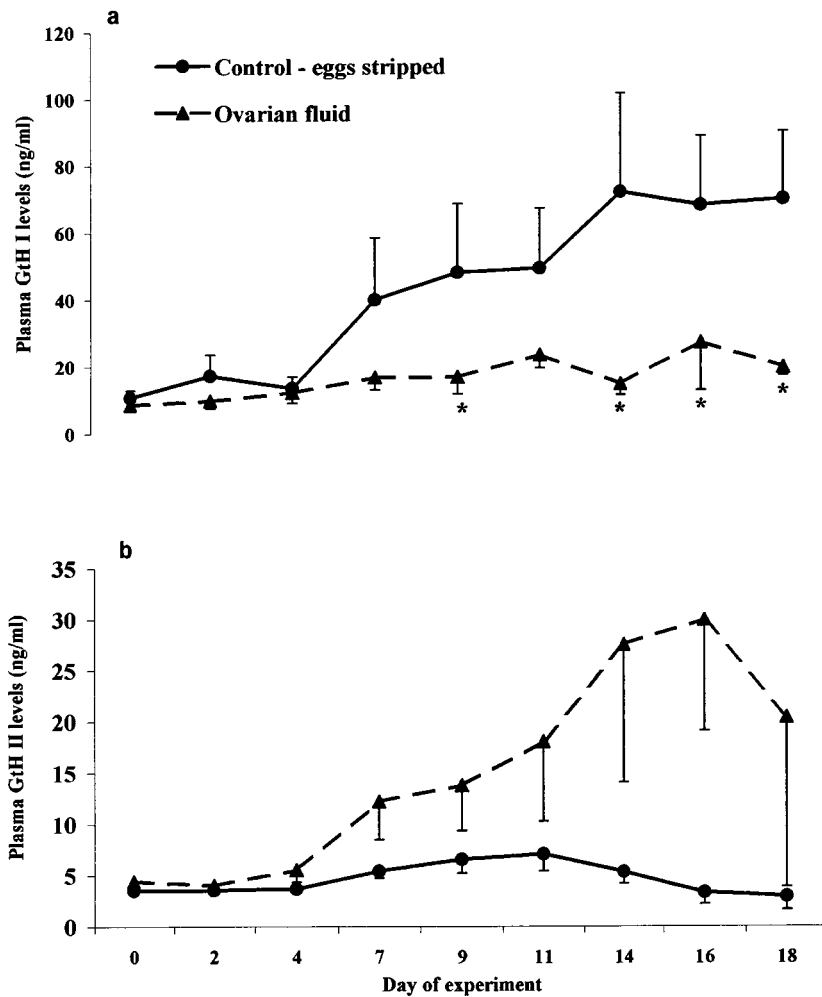 a
120
100
80
60
40
20
0
Plasma GtH I levels (ng/ml)
Control - eggs stripped
Ovarian fluid
* * * *
b
35
30
25
20
15
10
5
0
Plasma GtH II levels (ng/ml)
0 2 4 7 9 11 14 16 18
Day of experiment